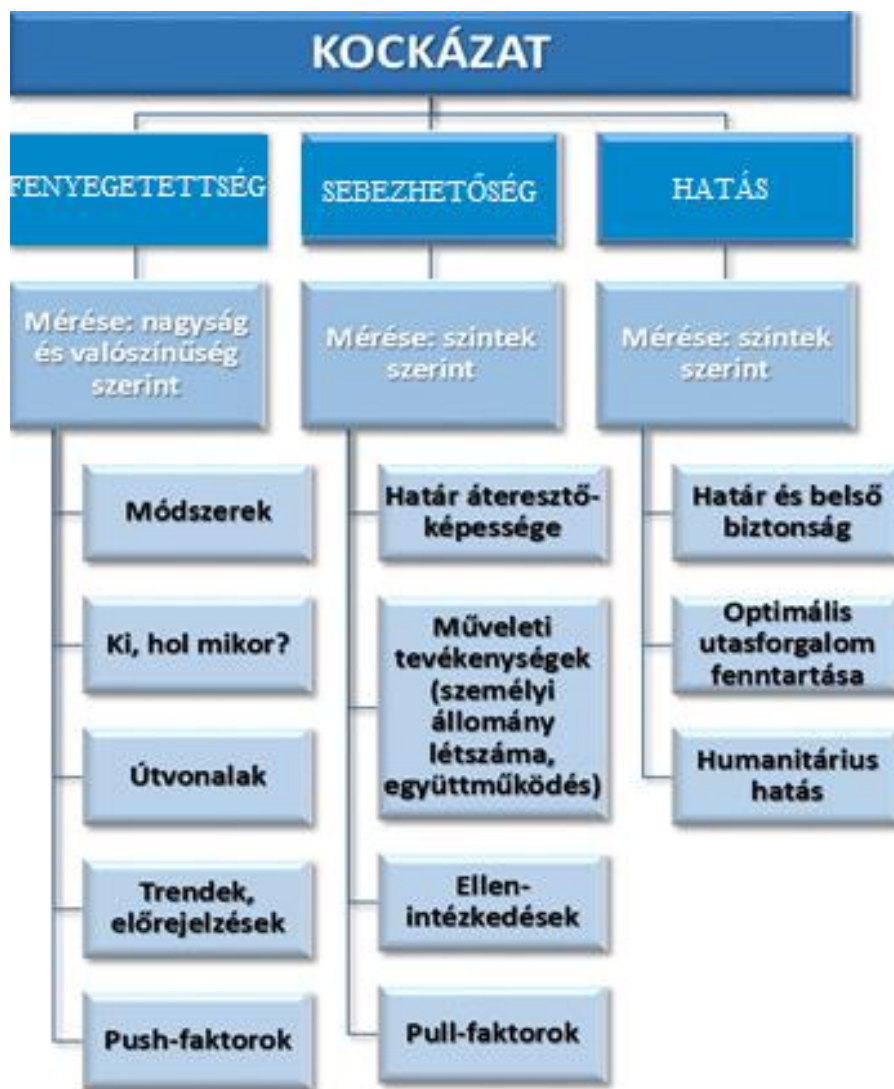 KOCKÁZAT
FENYEGETETTSÉG
SEBEZHETŐSÉG
HATÁS
Mérése: nagyság
és valószínűség
szerint
Mérése: szintek
szerint
Mérése: szintek
szerint
Módszerek
Ki, hol mikor?
Útvonalak
Trendek,
előrejelzések
Push-faktorok
Határ áteresztő-
képessége
Műveleti
tevékenységek
(személyi
állomány
létszáma,
együttműködés)
Ellen-
intézkedések
Pull-faktorok
Határ és belső
biztonság
Optimális
utasforgalom
fenntartása
Humanitárius
hatás